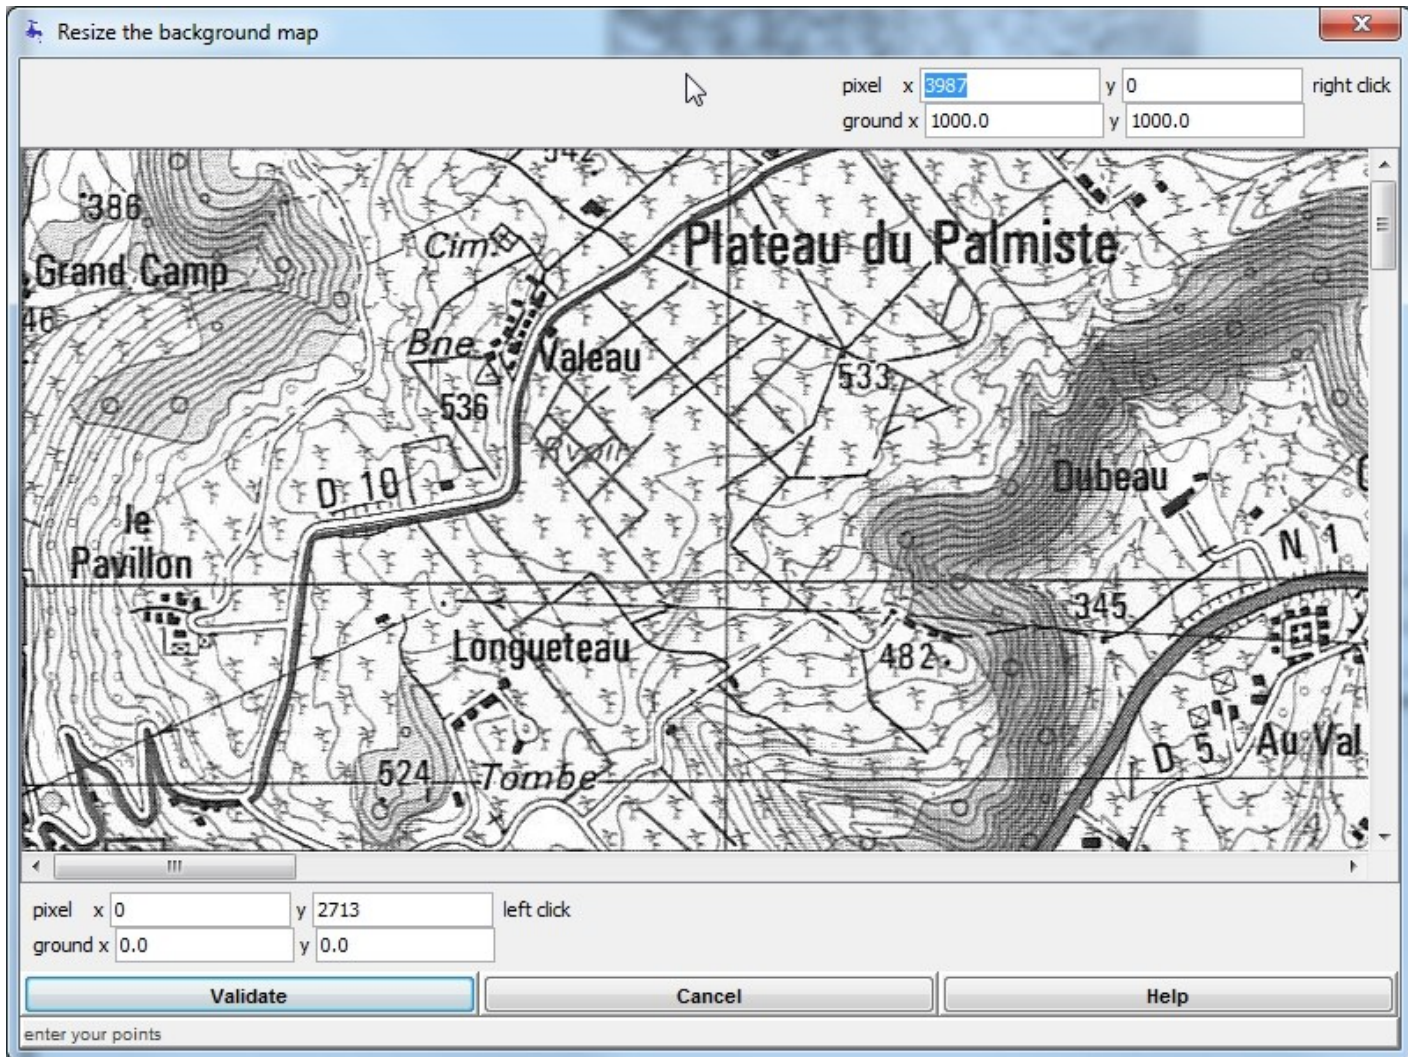 Resize the background map
pixel x 3987 y 0 right click
ground x 1000.0 y 1000.0
542
386
Cim.
Plateau du Palmiste
Grand Camp
46
Bne
Valeau
533
536
Dubeau
D 10
le
Pavillon
N 1
345
Longueteau
482
D 5
Au Val
524
Tombe
pixel x 0 y 2713 left click
ground x 0.0 y 0.0
Validate Cancel Help
enter your points